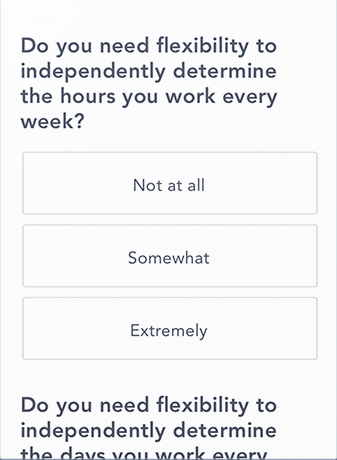 Do you need flexibility to
independently determine
the hours you work every
week?
Not at all
Somewhat
Extremely
Do you need flexibility to
independently determine
the days you work every